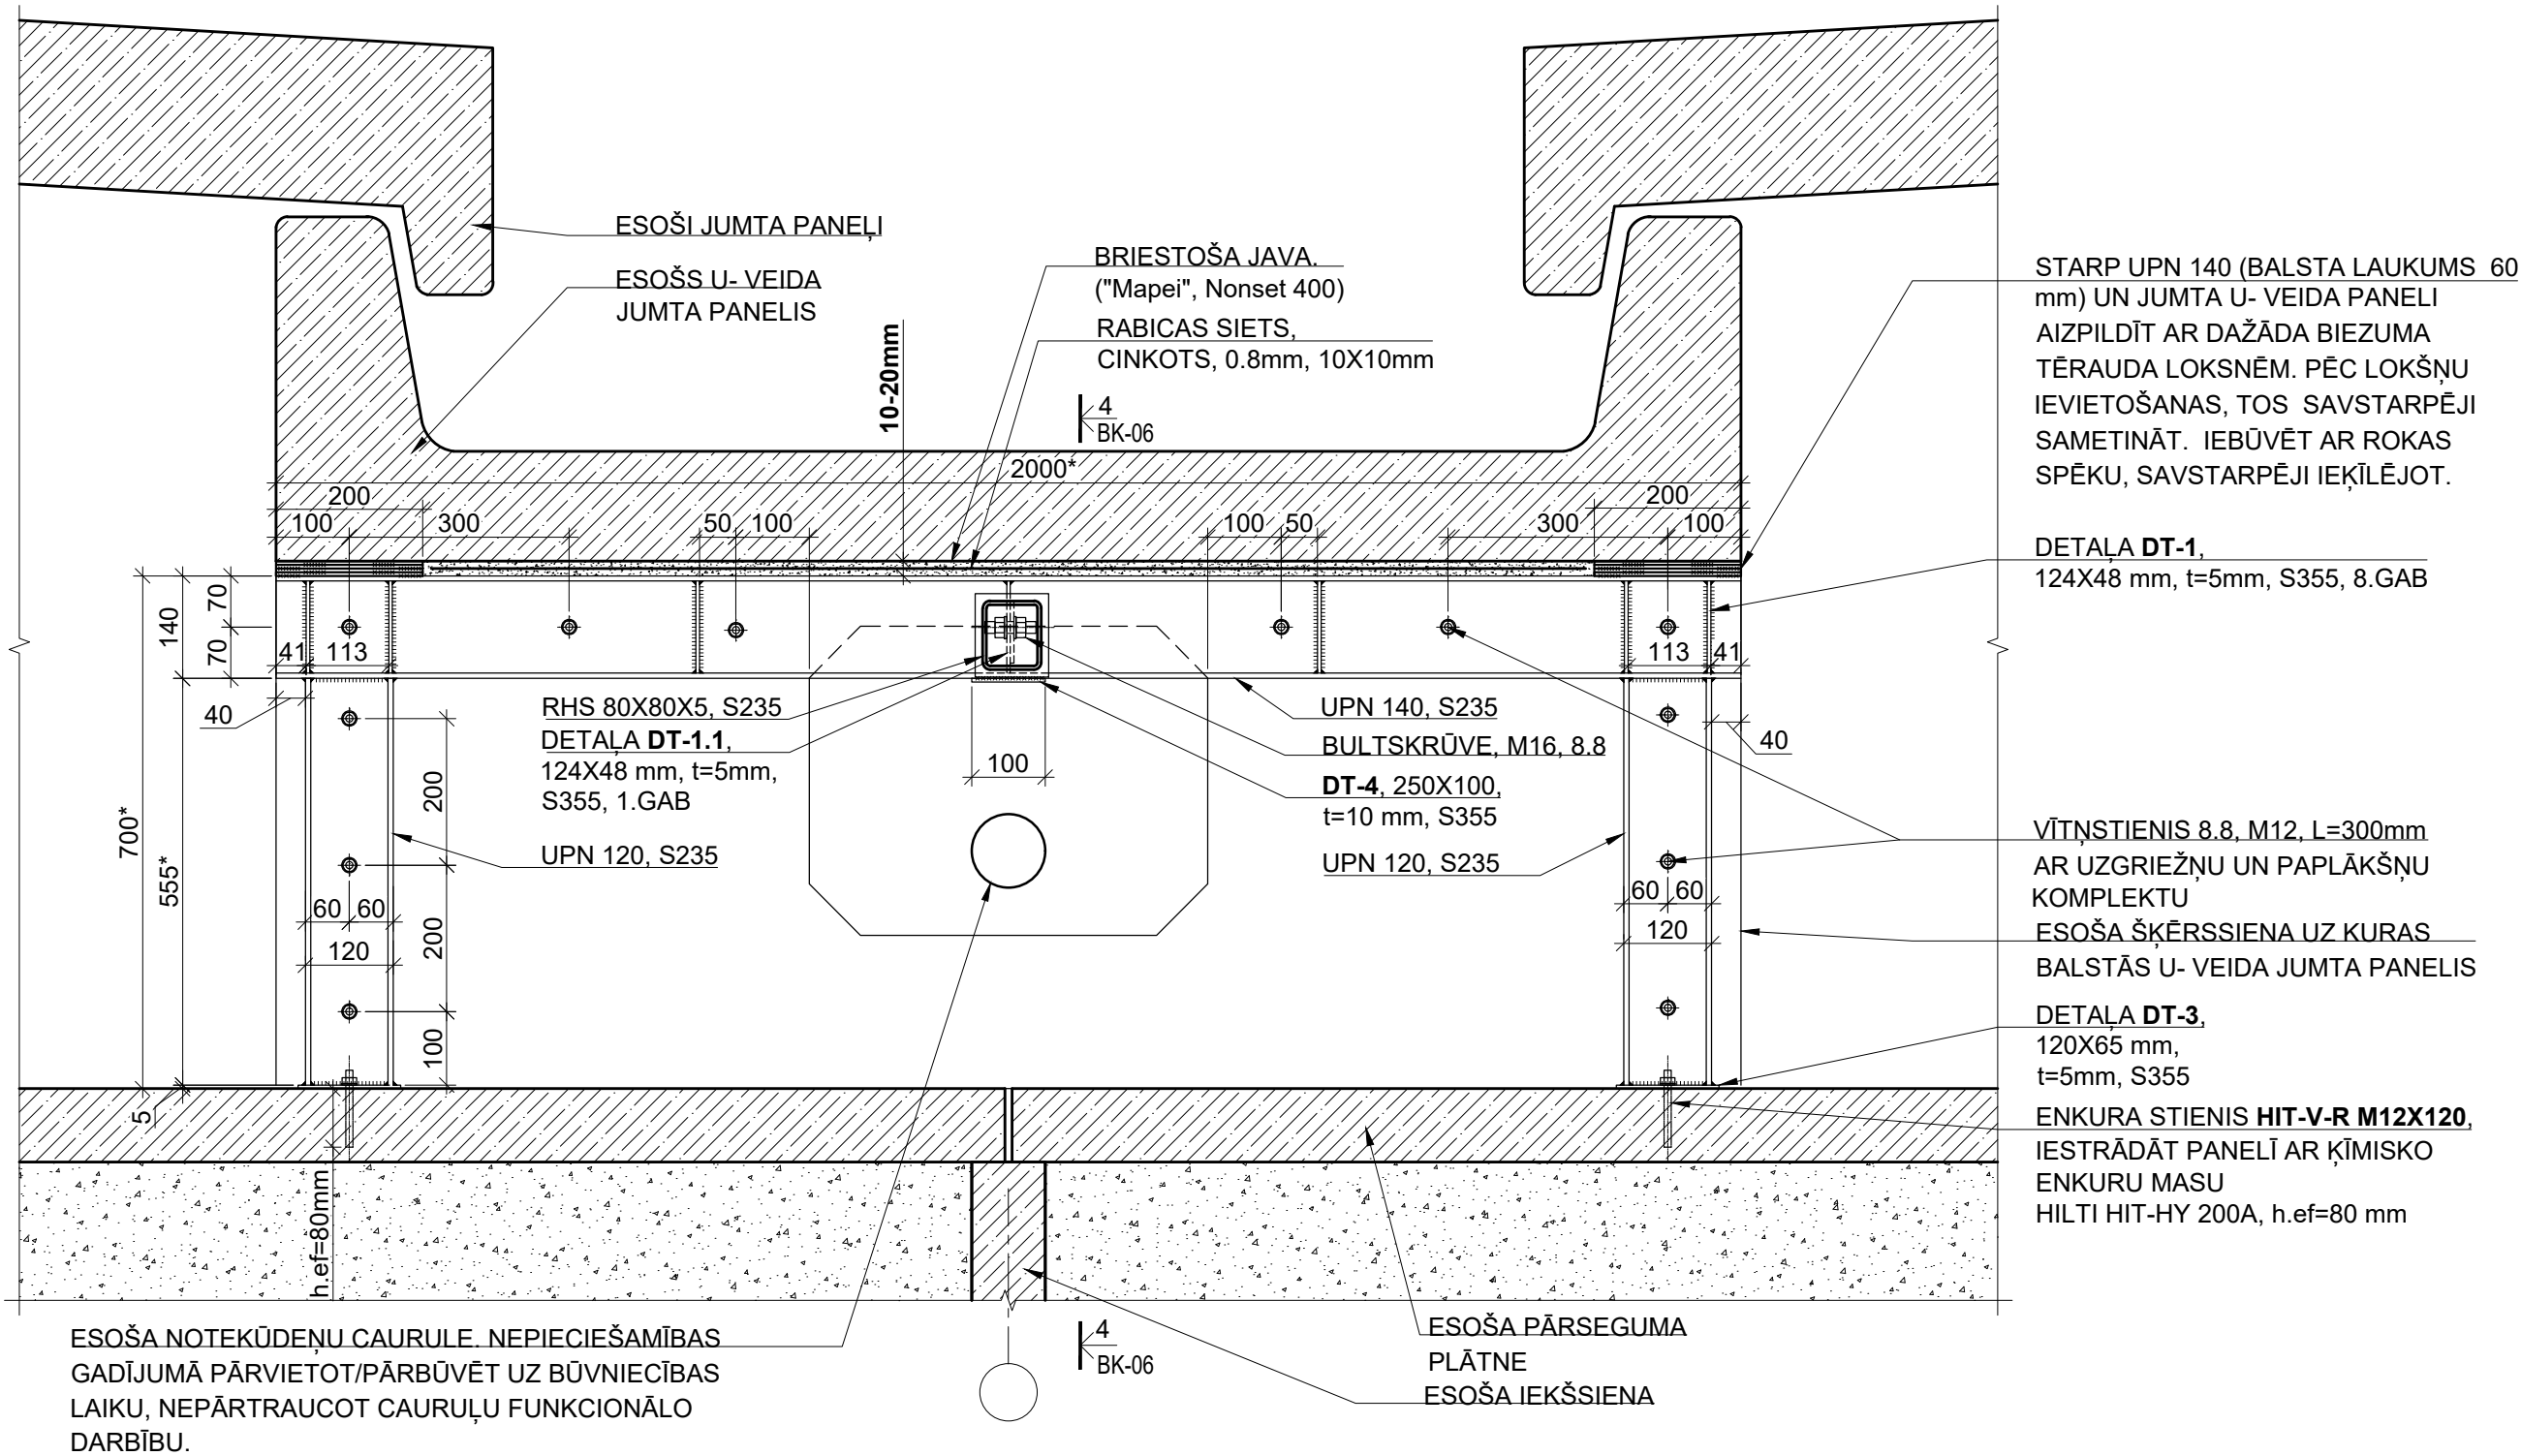 ESOŠI JUMTA PANEĻI
ESOŠS U- VEIDA
JUMTA PANELIS
BRIESTOŠA JAVA.
("Mapei", Nonset 400)
RABICAS SIETS,
CINKOTS, 0.8mm, 10X10mm
10-20mm
4
BK-06
STARP UPN 140 (BALSTA LAUKUMS 60
mm) UN JUMTA U- VEIDA PANELI
AIZPILDĪT AR DAŽĀDA BIEZUMA
TĒRAUDA LOKSNĒM. PĒC LOKŠŅU
IEVIETOŠANAS, TOS SAVSTARPĒJI
SAMETINĀT. IEBŪVĒT AR ROKAS
SPĒKU, SAVSTARPĒJI IEĶĪLĒJOT.
2000*
200
200
100
300
50
100
100
50
300
100
DETAĻA DT-1,
124X48 mm, t=5mm, S355, 8.GAB
70
140
70
41
113
113
41
40
RHS 80X80X5, S235
DETAĻA DT-1.1,
124X48 mm, t=5mm,
S355, 1.GAB
UPN 120, S235
100
UPN 140, S235
BULTSKRŪVE, M16, 8.8
DT-4, 250X100,
t=10 mm, S355
UPN 120, S235
40
700*
555*
200
200
100
60
60
120
60
60
120
5
VĪTŅSTIENIS 8.8, M12, L=300mm
AR UZGRIEŽŅU UN PAPLĀKŠŅU
KOMPLEKTU
ESOŠA ŠĶĒRSSIENA UZ KURAS
BALSTĀS U- VEIDA JUMTA PANELIS
DETAĻA DT-3,
120X65 mm,
t=5mm, S355
ENKURA STIENIS HIT-V-R M12X120,
IESTRĀDĀT PANELĪ AR ĶĪMISKO
ENKURU MASU
HILTI HIT-HY 200A, h.ef=80 mm
h.ef=80mm
ESOŠA NOTEKŪDEŅU CAURULE. NEPIECIEŠAMĪBAS
GADĪJUMĀ PĀRVIETOT/PĀRBŪVĒT UZ BŪVNIECĪBAS
LAIKU, NEPĀRTRAUCOT CAURUĻU FUNKCIONĀLO
DARBĪBU.
4
BK-06
ESOŠA PĀRSEGUMA
PLĀTNE
ESOŠA IEKŠSIENA